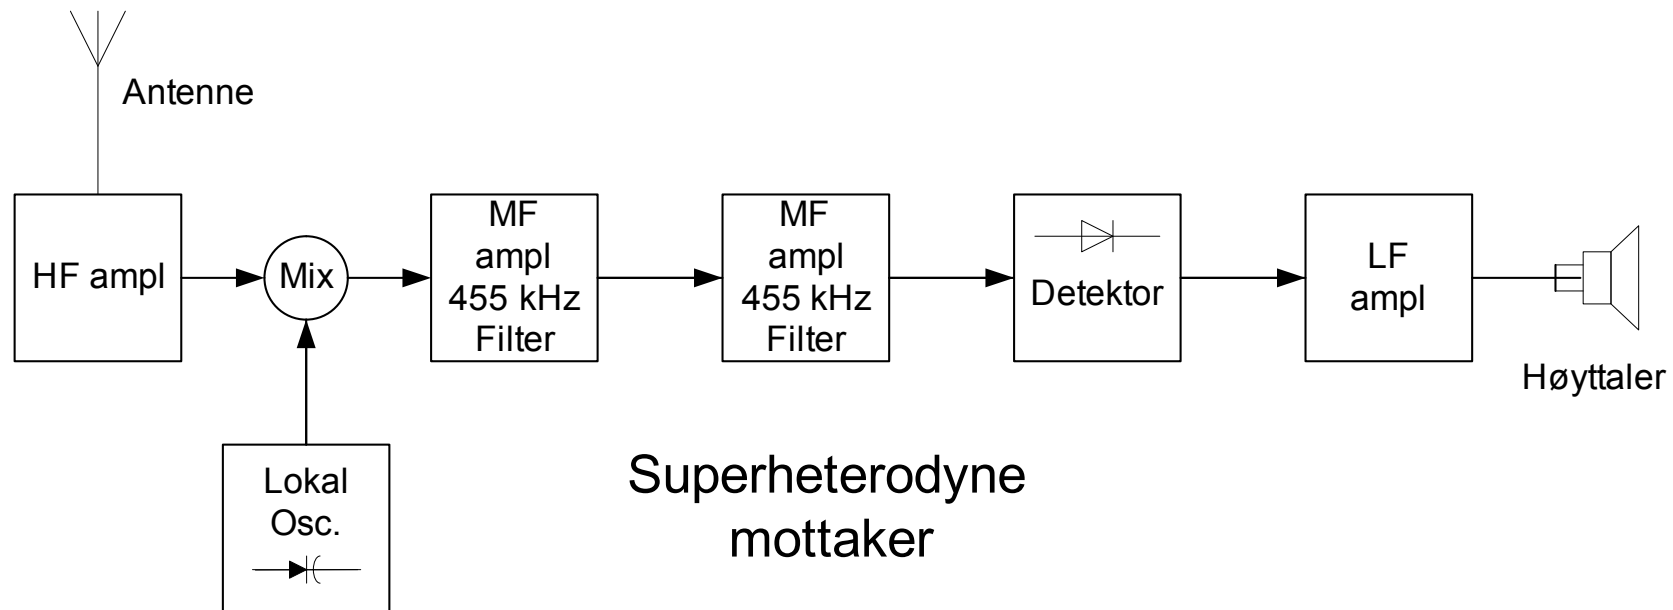 Antenne
HF ampl
Mix
MF
ampl
455 kHz
Filter
MF
ampl
455 kHz
Filter
Detektor
LF
ampl
Høyttaler
Lokal
Osc.
Superheterodyne
mottaker